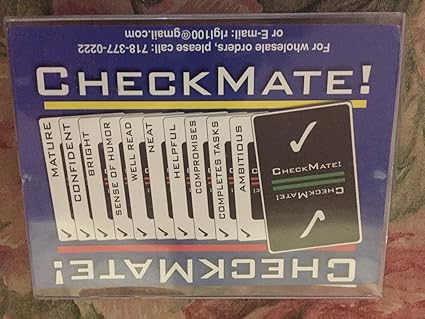 For wholesale orders, please call: 718-377-0222
or E-mail: rigl100@gmail.com
CHECKMATE!
MATURE
CONFIDENT
BRIGHT
SENSE OF HUMOR
WELL READ
NEAT
HELPFUL
COMPROMISES
COMPLETES TASKS
AMBITIOUS
CHECKMATE!
CHECKMATE!
CHECKMATE!